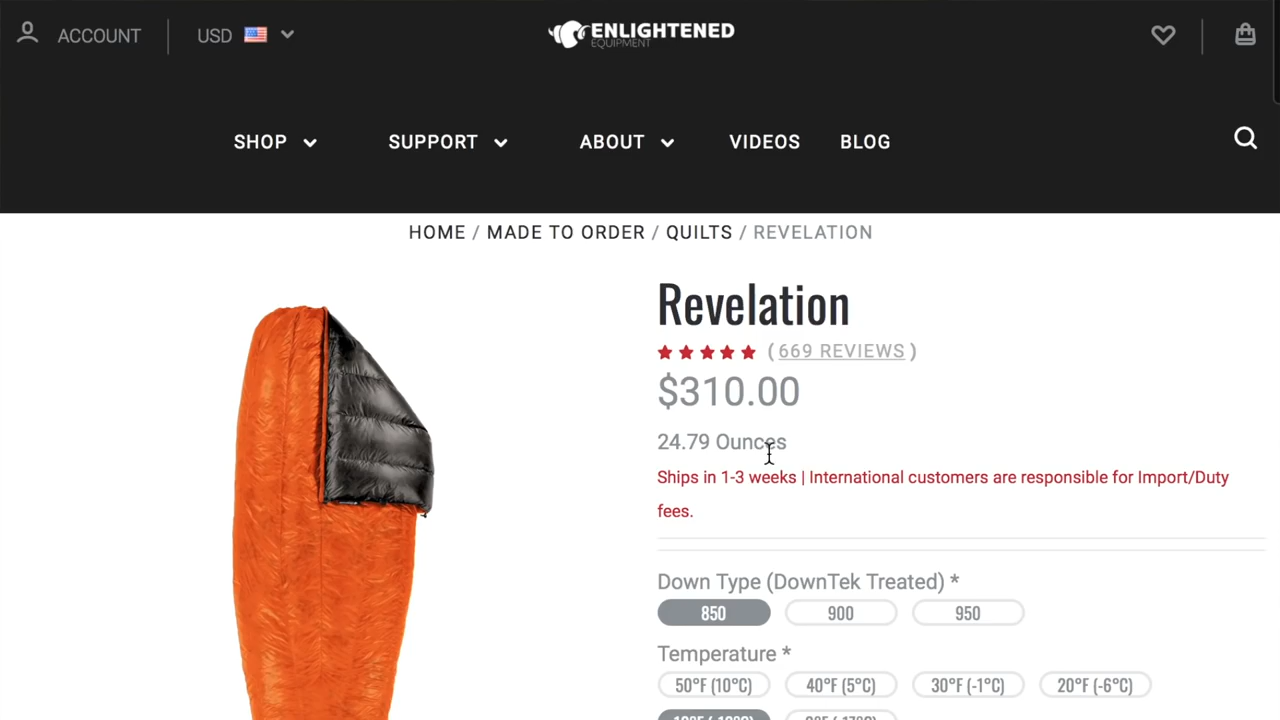 ACCOUNT
USD
ENLIGHTENED
EQUIPMENT
SHOP
SUPPORT
ABOUT
VIDEOS
BLOG
HOME / MADE TO ORDER / QUILTS / REVELATION
Revelation
( 669 REVIEWS )
$310.00
24.79 Ounces
Ships in 1-3 weeks | International customers are responsible for Import/Duty
fees.
Down Type (DownTek Treated) *
850 900 950
Temperature *
50°F (10°C) 40°F (5°C) 30°F (-1°C) 20°F (-6°C)